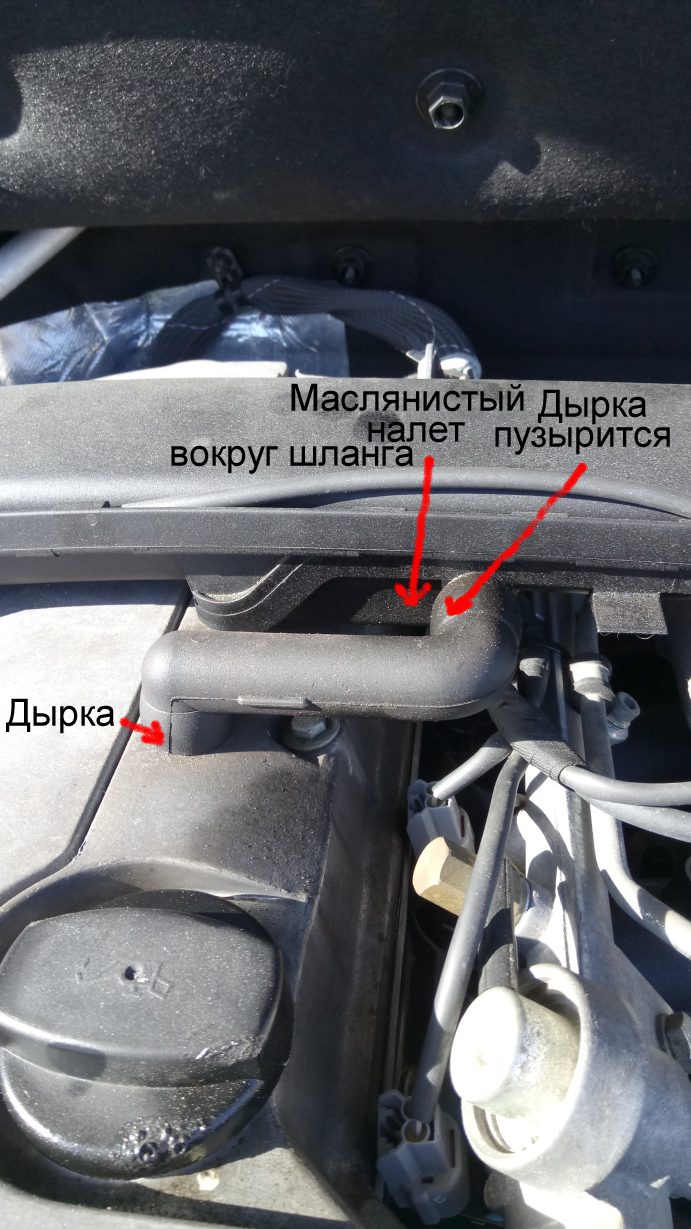 Маслянистый
налет
вокруг шланга
Дырка
пузырится
Дырка